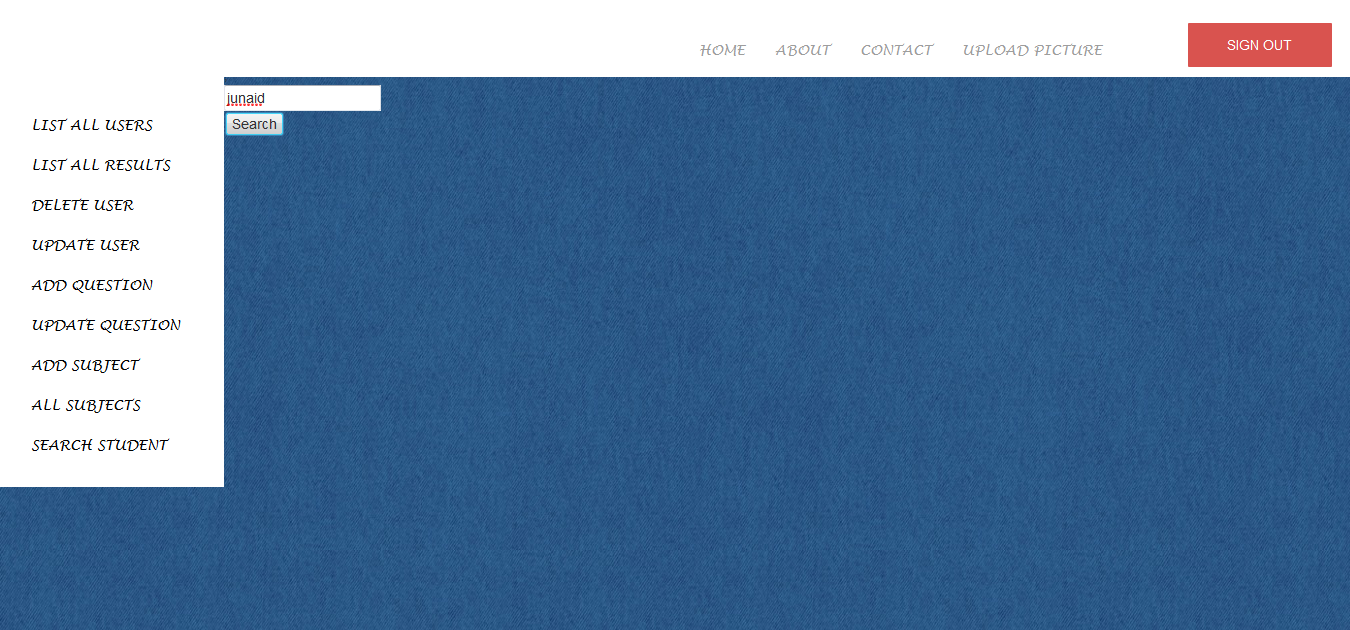 HOME ABOUT CONTACT UPLOAD PICTURE SIGN OUT
junaid
Search
LIST ALL USERS
LIST ALL RESULTS
DELETE USER
UPDATE USER
ADD QUESTION
UPDATE QUESTION
ADD SUBJECT
ALL SUBJECTS
SEARCH STUDENT